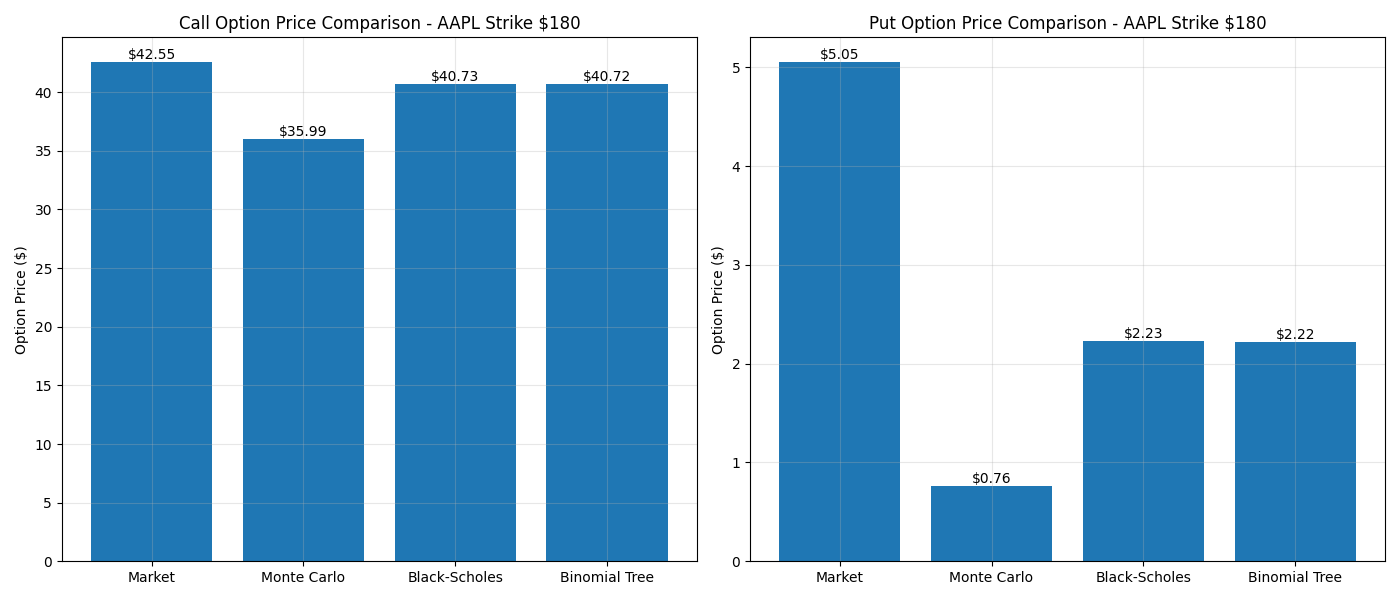 Call Option Price Comparison - AAPL Strike $180
Option Price ($)
40
35
30
25
20
15
10
5
0
$42.55
$35.99
$40.73
$40.72
Market
Monte Carlo
Black-Scholes
Binomial Tree
Put Option Price Comparison - AAPL Strike $180
Option Price ($)
5
4
3
2
1
0
$5.05
$0.76
$2.23
$2.22
Market
Monte Carlo
Black-Scholes
Binomial Tree